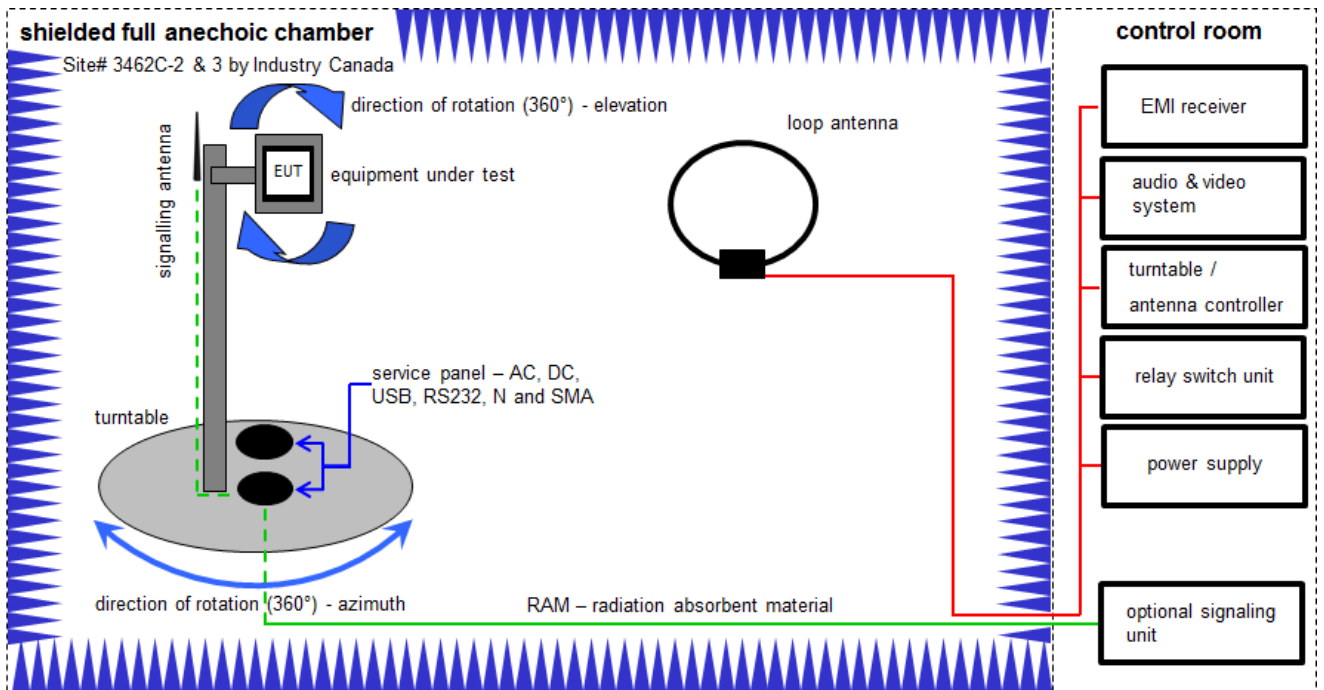 shielded full anechoic chamber
Site# 3462C-2 & 3 by Industry Canada
direction of rotation (360°) - elevation
signalling antenna
EUT
equipment under test
loop antenna
service panel – AC, DC,
USB, RS232, N and SMA
turntable
direction of rotation (360°) - azimuth
RAM – radiation absorbent material
control room
EMI receiver
audio & video
system
turntable /
antenna controller
relay switch unit
power supply
optional signaling
unit